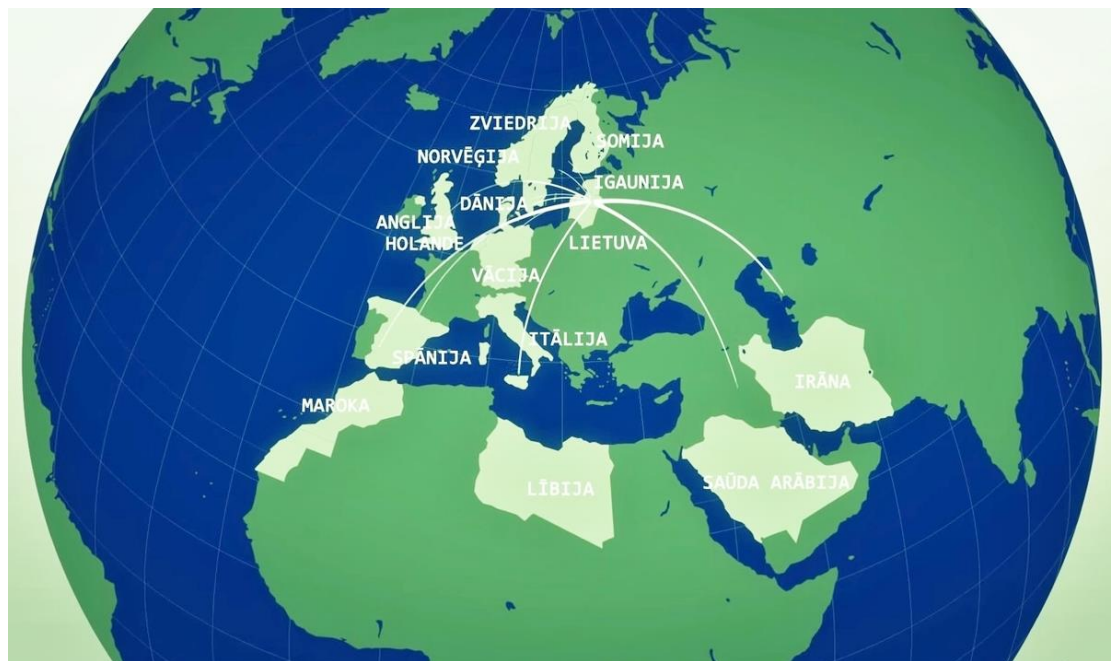 ZVIEDRIJA
SOMIJA
NORVĒĢIJA
IGAUNIJA
DĀNIJA
ANGLIJA
HOLANDE
LIETUVA
VĀCIJA
ITĀLIJA
SPĀNIJA
IRĀNA
MAROKA
SAŪDA ARĀBIJA
LĪBIJA